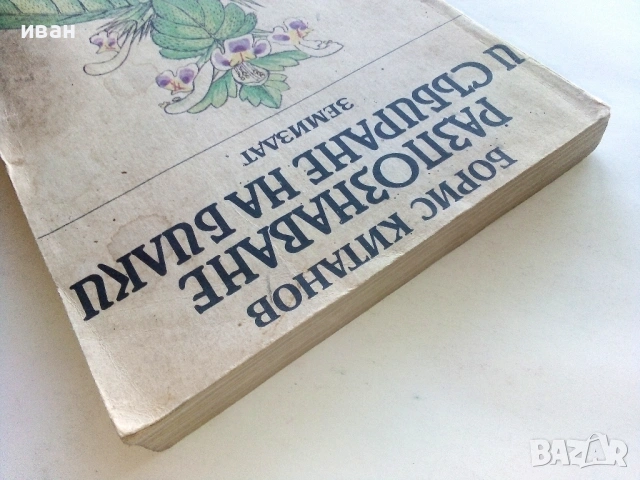 иван
БОРИС КИТАНОВ
РАЗПОЗНАВАНЕ
И СЪБИРАНЕ НА БИЛКИ
ЗЕМИЗДАТ
BAZAR